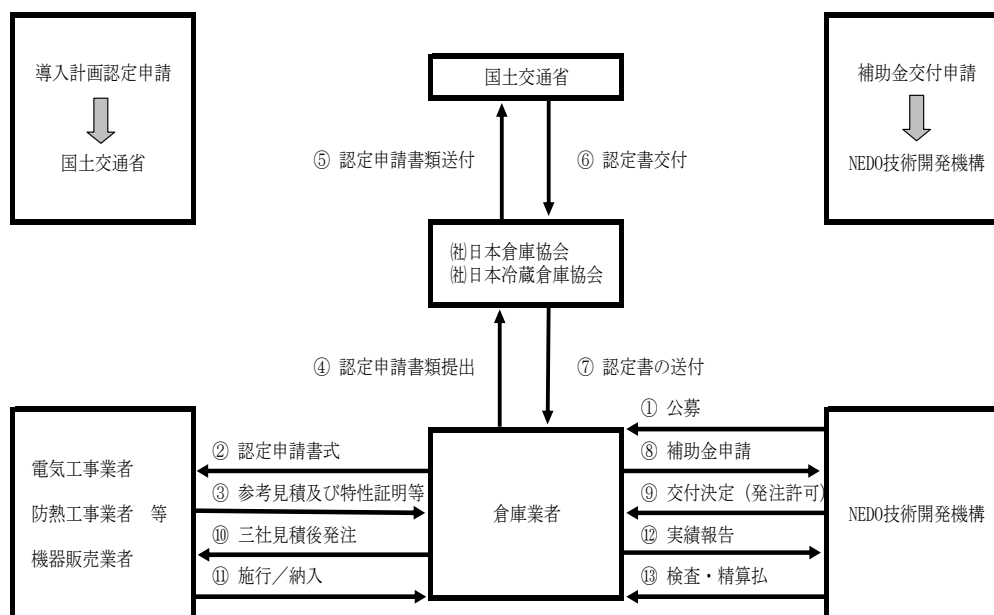 導入計画認定申請
国土交通省
国土交通省
補助金交付申請
NEDO技術開発機構
⑤ 認定申請書類送付
⑥ 認定書交付
㈳日本倉庫協会
㈳日本冷蔵倉庫協会
④ 認定申請書類提出
⑦ 認定書の送付
電気工事業者
防熱工事業者　等
機器販売業者
② 認定申請書式
③ 参考見積及び特性証明等
⑩ 三社見積後発注
⑪ 施行／納入
倉庫業者
① 公募
⑧ 補助金申請
⑨ 交付決定（発注許可）
⑫ 実績報告
⑬ 検査・精算払
NEDO技術開発機構